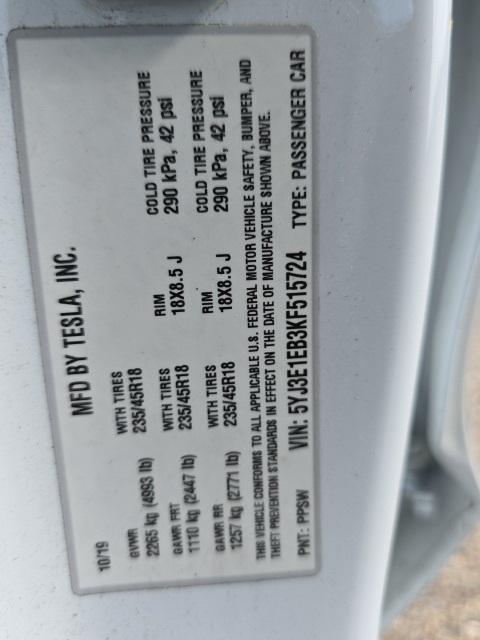 MFD BY TESLA, INC.
10/19
GVWR WITH TIRES
2265 kg (4993 lb) 235/45R18
GAWR FRT WITH TIRES RIM COLD TIRE PRESSURE
1110 kg (2447 lb) 235/45R18 18X8.5 J 290 kPa, 42 psi
GAWR RR WITH TIRES RIM COLD TIRE PRESSURE
1257 kg (2771 lb) 235/45R18 18X8.5 J 290 kPa, 42 psi
THIS VEHICLE CONFORMS TO ALL APPLICABLE U.S. FEDERAL MOTOR VEHICLE SAFETY, BUMPER, AND
THEFT PREVENTION STANDARDS IN EFFECT ON THE DATE OF MANUFACTURE SHOWN ABOVE.
PNT: PPSW VIN: 5YJ3E1EB3KF515724 TYPE: PASSENGER CAR